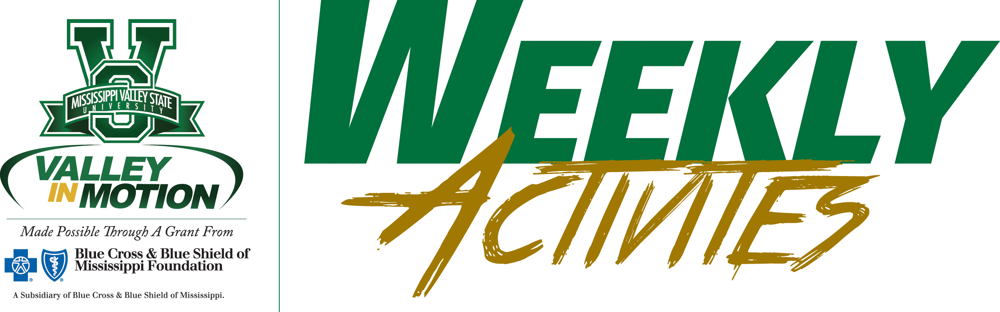 MISSISSIPPI VALLEY STATE
UNIVERSITY
VALLEY
IN MOTION
Made Possible Through A Grant From
Blue Cross & Blue Shield of
Mississippi Foundation
® ®
A Subsidiary of Blue Cross & Blue Shield of Mississippi.
WEEKLY
ACTIVITIES